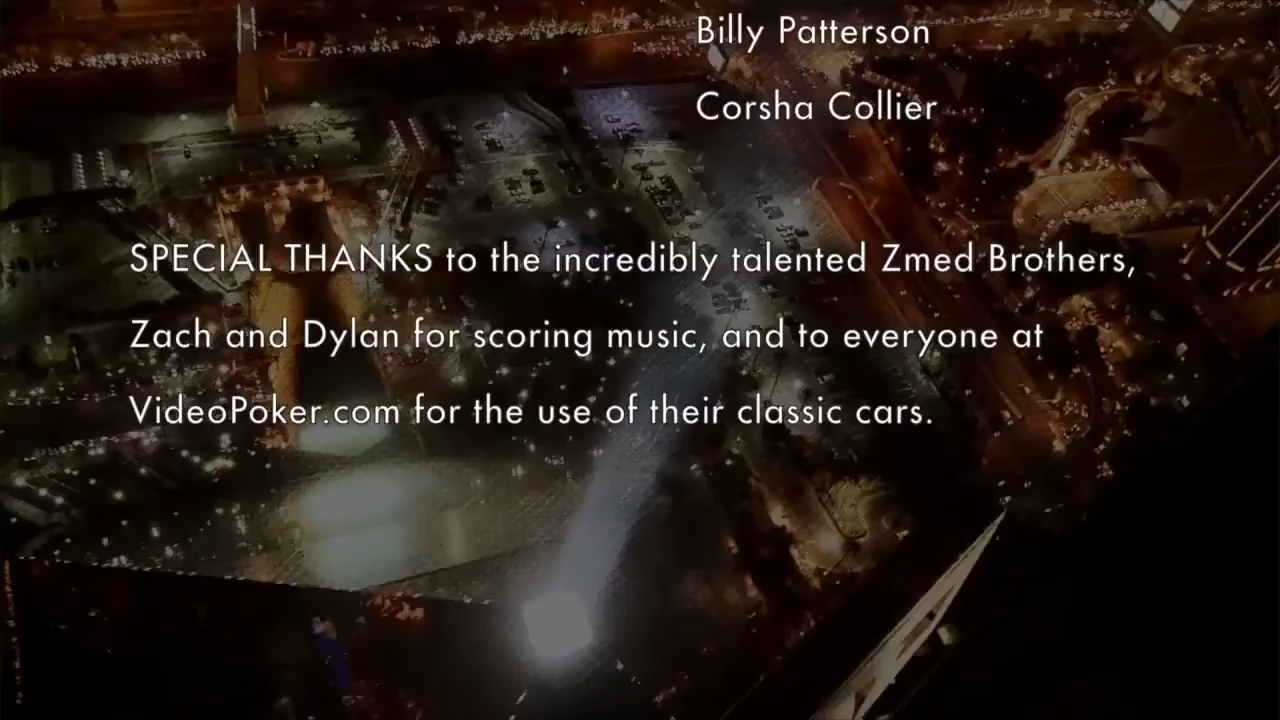 Billy Patterson
Corsha Collier
SPECIAL THANKS to the incredibly talented Zmed Brothers,
Zach and Dylan for scoring music, and to everyone at
VideoPoker.com for the use of their classic cars.